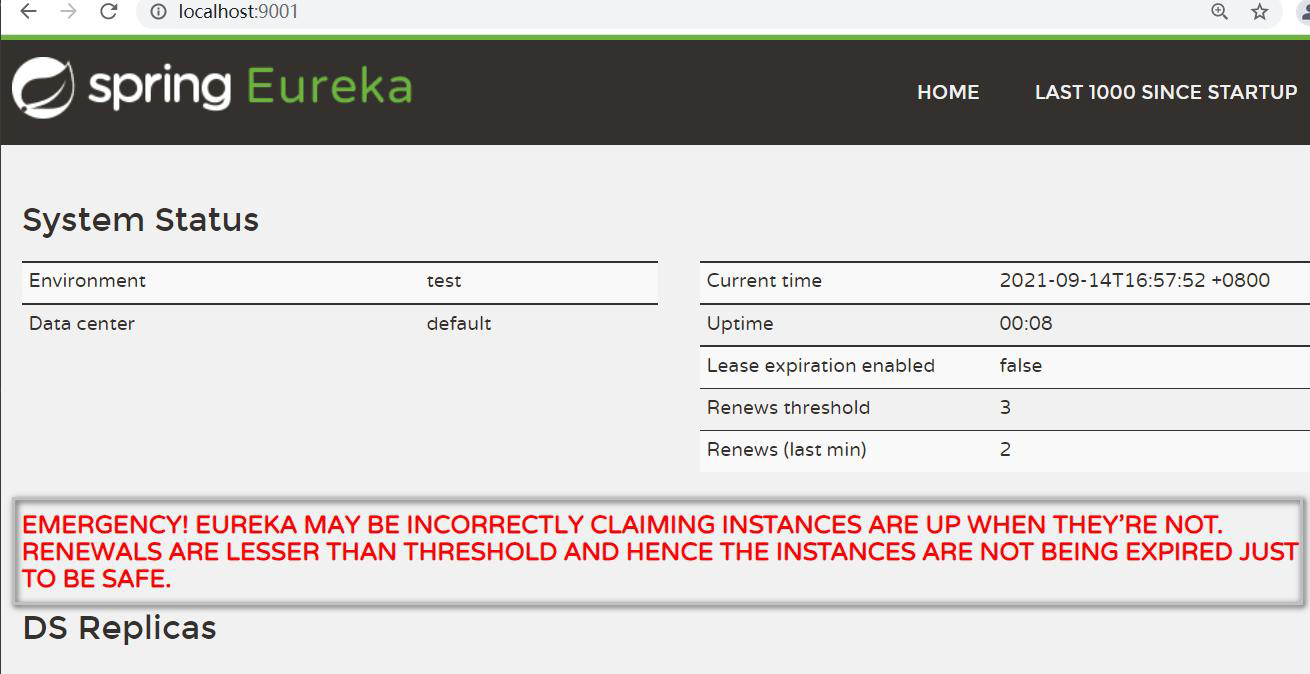 localhost:9001
spring Eureka
HOME LAST 1000 SINCE STARTUP
System Status
Environment test
Data center default
Current time 2021-09-14T16:57:52 +0800
Uptime 00:08
Lease expiration enabled false
Renews threshold 3
Renews (last min) 2
EMERGENCY! EUREKA MAY BE INCORRECTLY CLAIMING INSTANCES ARE UP WHEN THEY’RE NOT.
RENEWALS ARE LESSER THAN THRESHOLD AND HENCE THE INSTANCES ARE NOT BEING EXPIRED JUST
TO BE SAFE.
DS Replicas